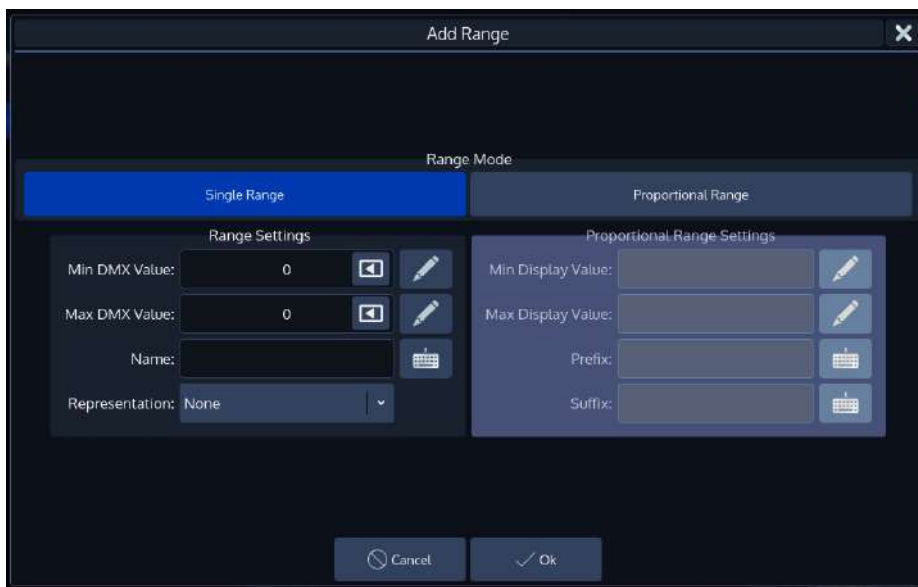 Add Range
Range Mode
Single Range
Proportional Range
Range Settings
Min DMX Value: 0
Max DMX Value: 0
Name:
Representation: None
Proportional Range Settings
Min Display Value:
Max Display Value:
Prefix:
Suffix:
Cancel
Ok